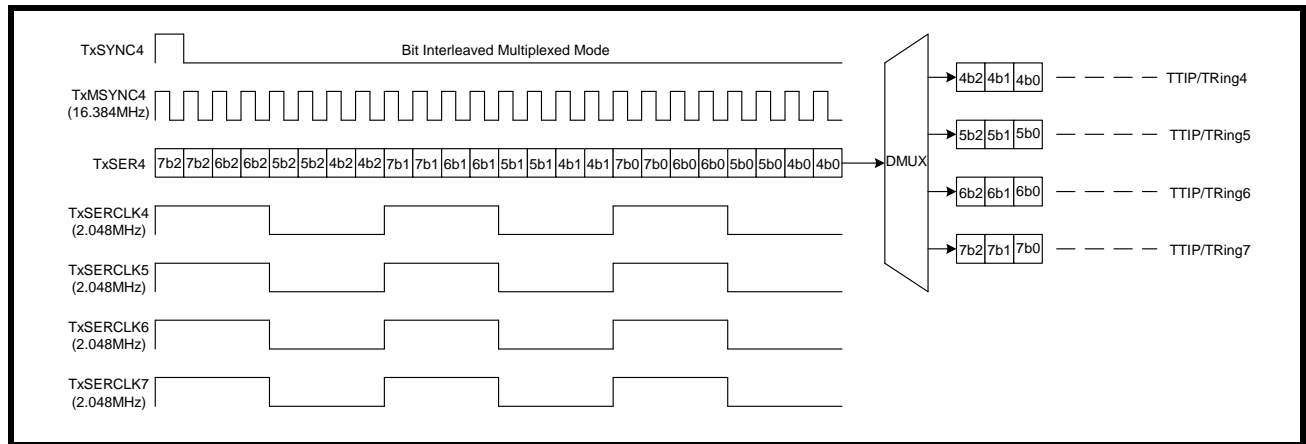 TxSYNC4
Bit Interleaved Multiplexed Mode
TxMSYNC4
(16.384MHz)
TxSER4
7b2 7b2 6b2 6b2 5b2 5b2 4b2 4b2 7b1 7b1 6b1 6b1 5b1 5b1 4b1 4b1 7b0 7b0 6b0 6b0 5b0 5b0 4b0 4b0
TxSERCLK4
(2.048MHz)
TxSERCLK5
(2.048MHz)
TxSERCLK6
(2.048MHz)
TxSERCLK7
(2.048MHz)
DMUX
4b2 4b1 4b0
TTIP/TRing4
5b2 5b1 5b0
TTIP/TRing5
6b2 6b1 6b0
TTIP/TRing6
7b2 7b1 7b0
TTIP/TRing7